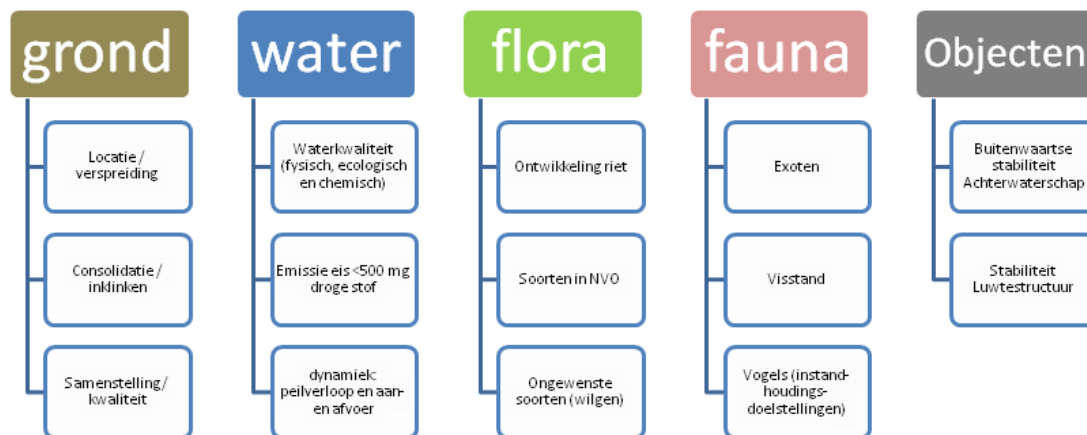 grond
Locatie /
verspreiding
Consolidatie /
inklinken
Samenstelling/
kwaliteit
water
Waterkwaliteit
(fysisch, ecologisch
en chemisch)
Emissie eis <500 mg
droge stof
dynamiek:
peilverloop en aan-
en afvoer
flora
Ontwikkeling riet
Soorten in NVO
Ongewenste
soorten (wilgen)
fauna
Exoten
Visstand
Vogels (instand-
houdings-
doelstellingen)
Objecten
Buitenwaartse
stabiliteit
Achterwaterschap
Stabiliteit
Luwtestructuur